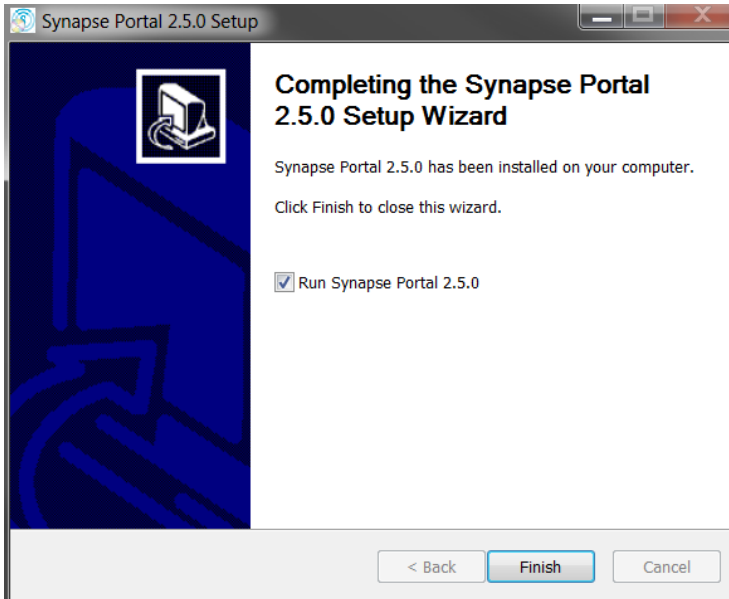 Synapse Portal 2.5.0 Setup
Completing the Synapse Portal
2.5.0 Setup Wizard
Synapse Portal 2.5.0 has been installed on your computer.
Click Finish to close this wizard.
Run Synapse Portal 2.5.0
< Back
Finish
Cancel